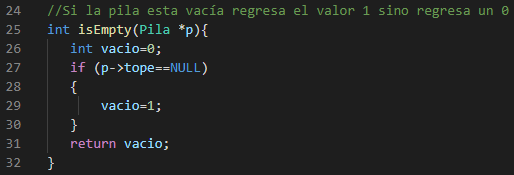 24 //Si la pila esta vacía regresa el valor 1 sino regresa un 0
25 int isEmpty(Pila *p){
26 int vacio=0;
27 if (p->tope==NULL)
28 {
29 vacio=1;
30 }
31 return vacio;
32 }